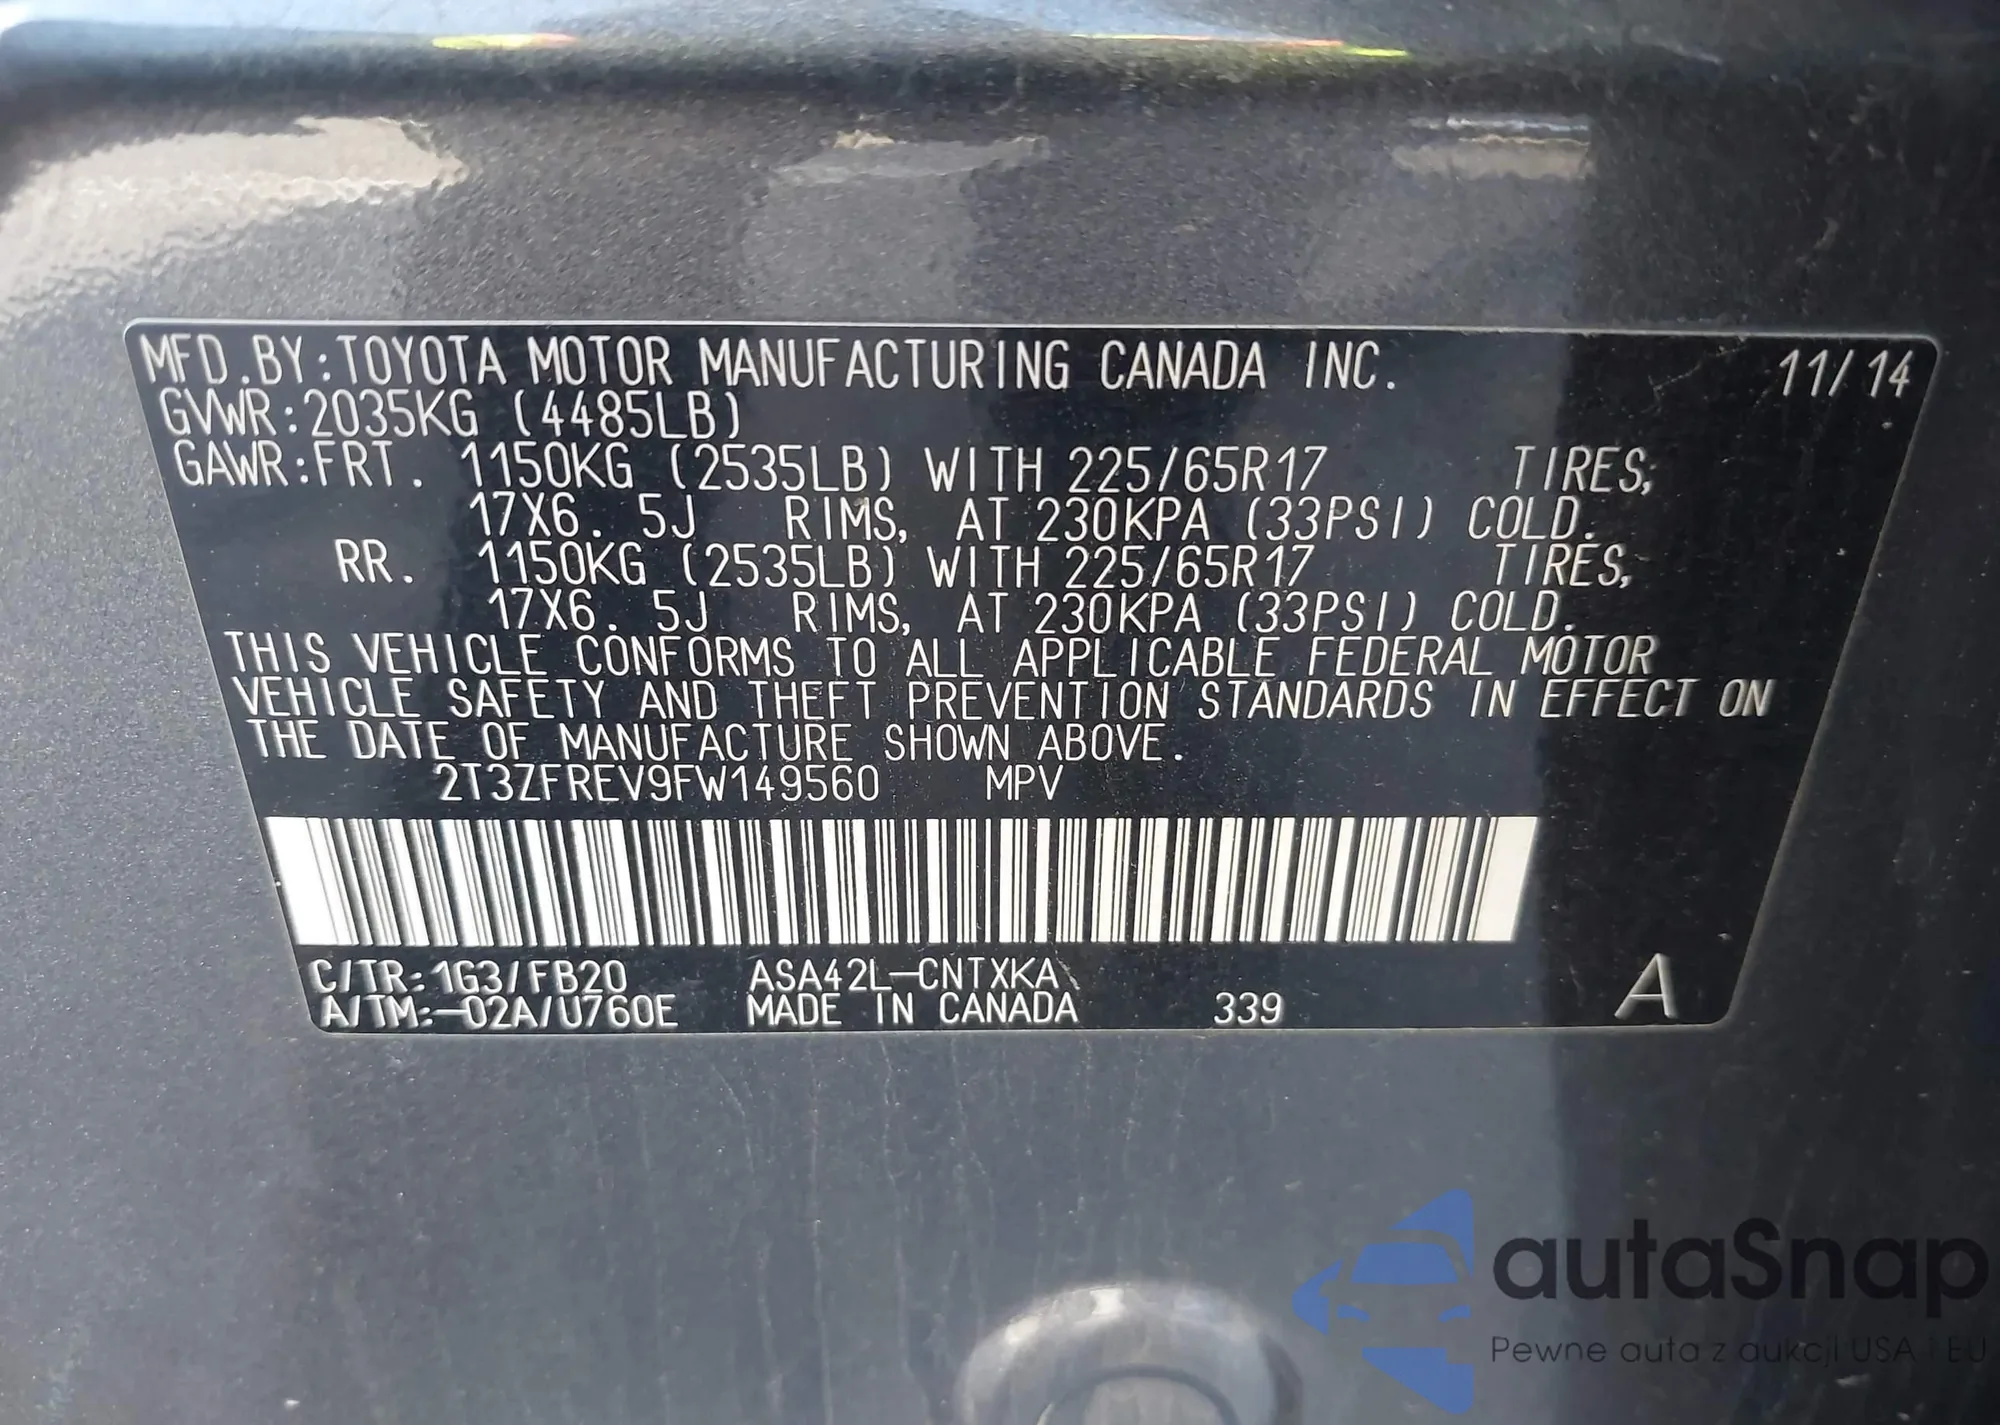 MFD.BY:TOYOTA MOTOR MANUFACTURING CANADA INC. 11/14
GVWR:2035KG (4485LB)
GAWR:FRT. 1150KG (2535LB) WITH 225/65R17 TIRES,
17X6.5J RIMS, AT 230KPA (33PSI) COLD.
RR. 1150KG (2535LB) WITH 225/65R17 TIRES,
17X6.5J RIMS, AT 230KPA (33PSI) COLD.
THIS VEHICLE CONFORMS TO ALL APPLICABLE FEDERAL MOTOR
VEHICLE SAFETY AND THEFT PREVENTION STANDARDS IN EFFECT ON
THE DATE OF MANUFACTURE SHOWN ABOVE.
2T3ZFREV9FW149560 MPV
C/TR:1G3/FB20 ASA42L-CNTXKA
A/TM:-02A/U760E MADE IN CANADA 339 A
autaSnap
Pewne auta z aukcji USA i EU